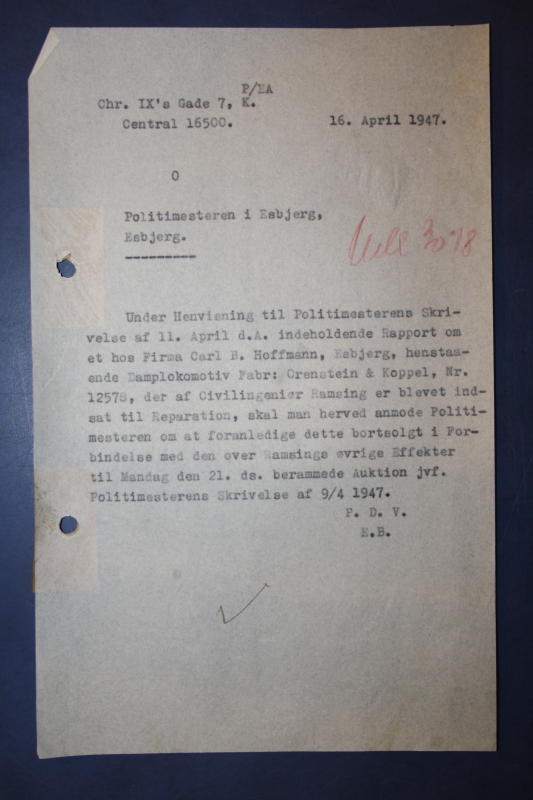 P/EA
Chr. IX's Gade 7, K.
Central 16500.
16. April 1947.
O
Politimesteren i Esbjerg,
Esbjerg.
Under Henvisning til Politimesterens Skri-
velse af 11. April d.A. indeholdende Rapport om
et hos Firma Carl B. Hoffmann, Esbjerg, henstaa-
ende Damplokomotiv Fabr: Orenstein & Koppel, Nr.
12578, der af Civilingeniør Ramsing er blevet ind-
sat til Reparation, skal man herved anmode Politi-
mesteren om at foranledige dette bortsolgt i For-
bindelse med den over Ramsings øvrige Effekter
til Mandag den 21. ds. berammede Auktion jvf.
Politimesterens Skrivelse af 9/4 1947.
P. D. V.
E.B.